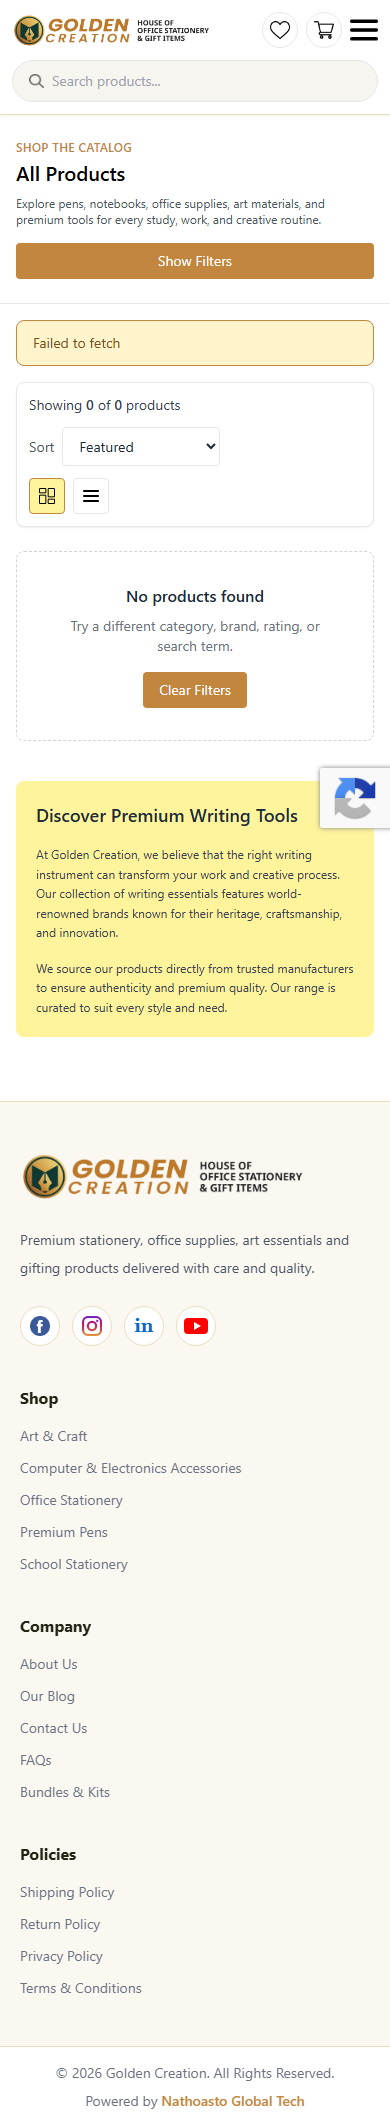 GOLDEN
CREATION
HOUSE OF
OFFICE STATIONERY
& GIFT ITEMS
Search products...
SHOP THE CATALOG
All Products
Explore pens, notebooks, office supplies, art materials, and
premium tools for every study, work, and creative routine.
Show Filters
Failed to fetch
Showing 0 of 0 products
Sort
Featured
No products found
Try a different category, brand, rating, or
search term.
Clear Filters
Discover Premium Writing Tools
At Golden Creation, we believe that the right writing
instrument can transform your work and creative process.
Our collection of writing essentials features world-
renowned brands known for their heritage, craftsmanship,
and innovation.
We source our products directly from trusted manufacturers
to ensure authenticity and premium quality. Our range is
curated to suit every style and need.
GOLDEN
CREATION
HOUSE OF
OFFICE STATIONERY
& GIFT ITEMS
Premium stationery, office supplies, art essentials and
gifting products delivered with care and quality.
Shop
Art & Craft
Computer & Electronics Accessories
Office Stationery
Premium Pens
School Stationery
Company
About Us
Our Blog
Contact Us
FAQs
Bundles & Kits
Policies
Shipping Policy
Return Policy
Privacy Policy
Terms & Conditions
© 2026 Golden Creation. All Rights Reserved.
Powered by Nathoasto Global Tech